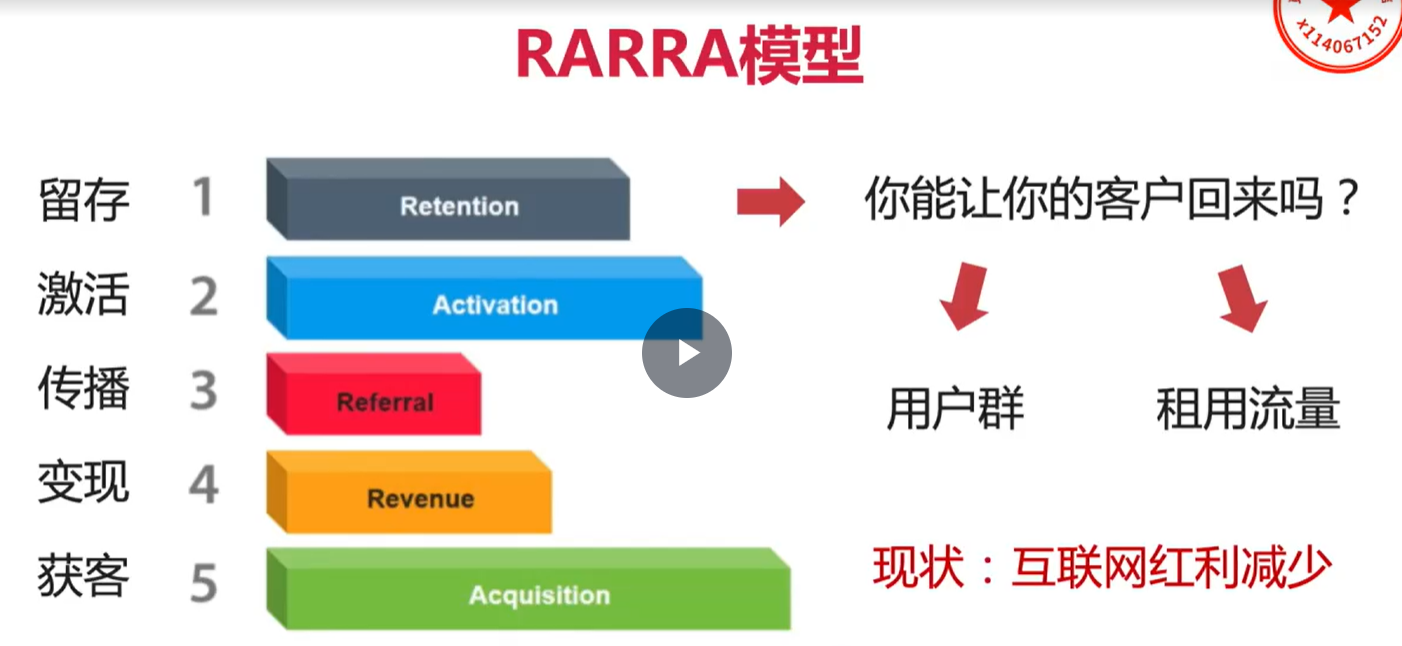 RARRA模型
x114067152
留存 1 Retention
你能让你的客户回来吗？
激活 2 Activation
传播 3 Referral
用户群
租用流量
变现 4 Revenue
获客 5 Acquisition
现状：互联网红利减少